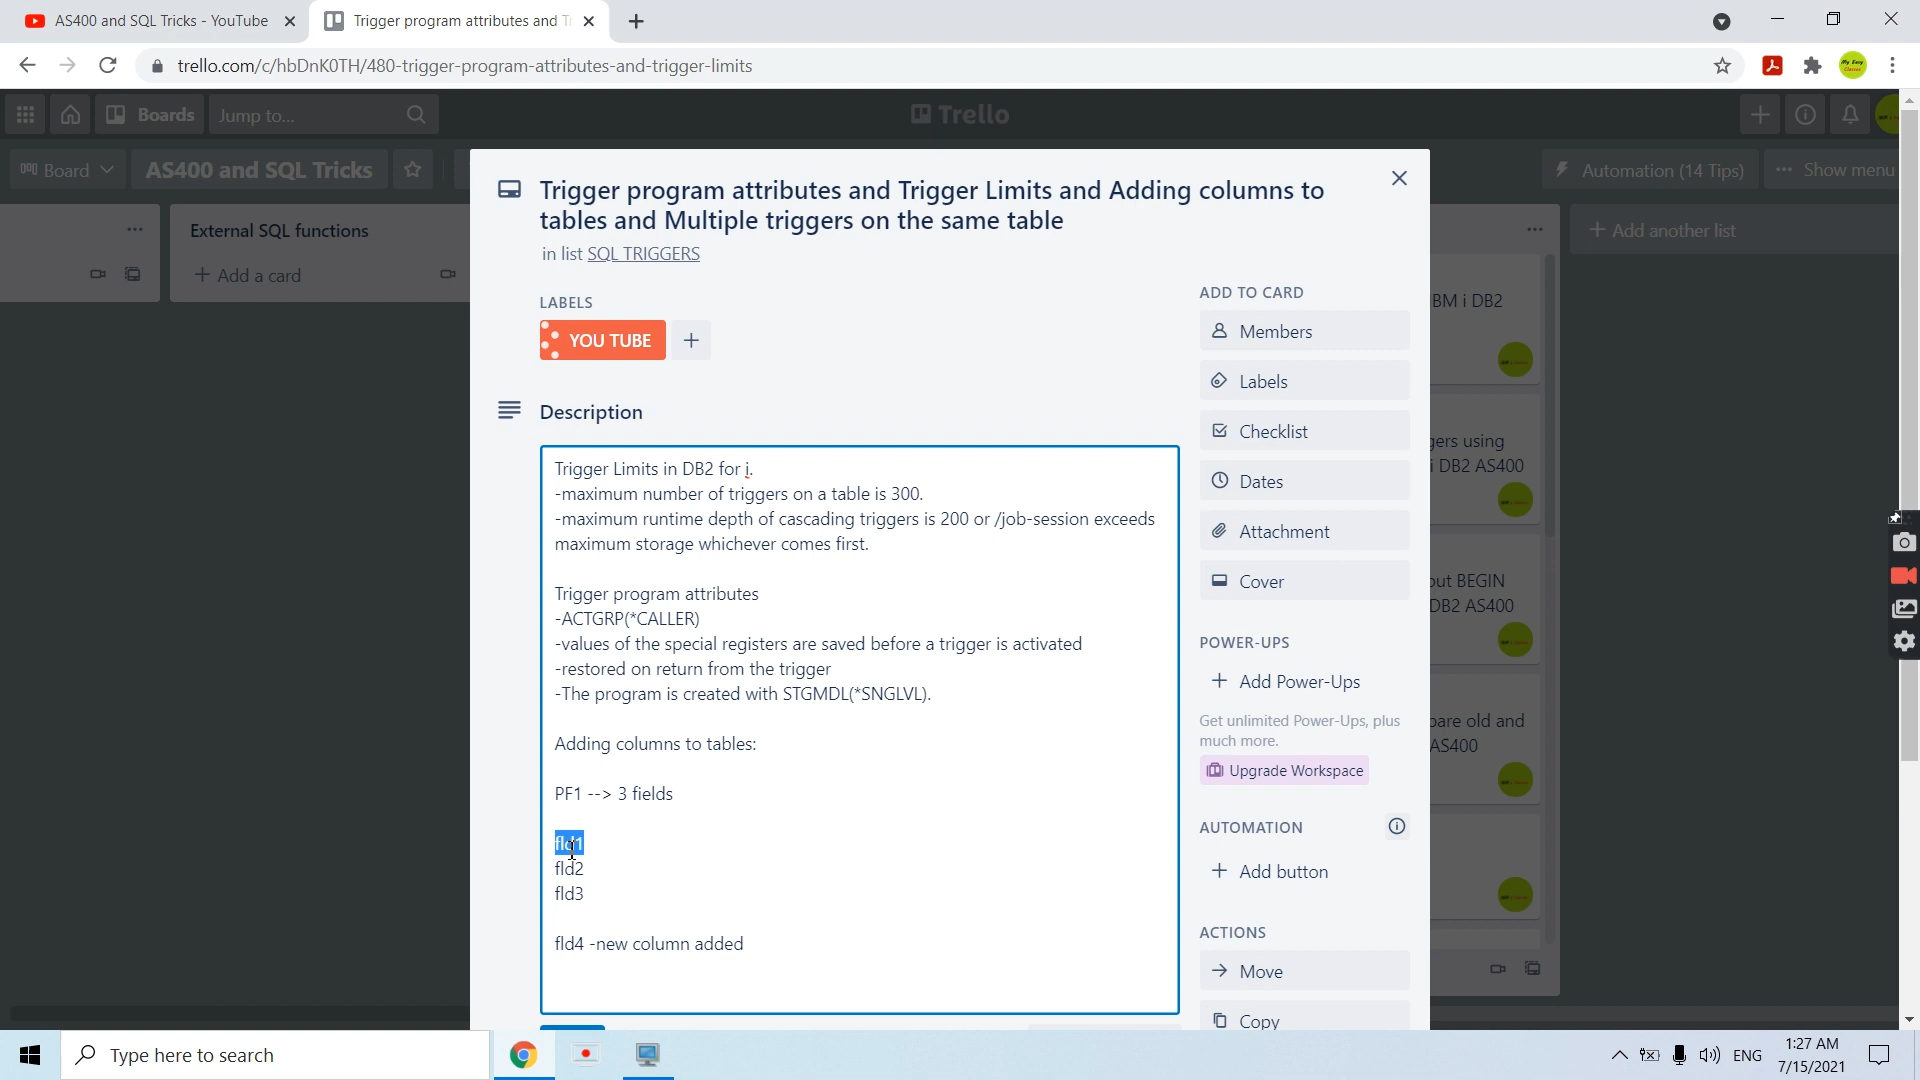 AS400 and SQL Tricks - YouTube
Trigger program attributes and T
trello.com/c/hbDnK0TH/480-trigger-program-attributes-and-trigger-limits
Boards
Jump to...
Trello
Board
AS400 and SQL Tricks
Automation (14 Tips)
Show menu
External SQL functions
+ Add a card
+ Add another list
Trigger program attributes and Trigger Limits and Adding columns to
tables and Multiple triggers on the same table
in list SQL TRIGGERS
LABELS
YOU TUBE
+
Description
Trigger Limits in DB2 for i.
-maximum number of triggers on a table is 300.
-maximum runtime depth of cascading triggers is 200 or /job-session exceeds
maximum storage whichever comes first.
Trigger program attributes
-ACTGRP(*CALLER)
-values of the special registers are saved before a trigger is activated
-restored on return from the trigger
-The program is created with STGMDL(*SNGLVL).
Adding columns to tables:
PF1 --> 3 fields
fld1
fld2
fld3
fld4 -new column added
ADD TO CARD
Members
Labels
Checklist
Dates
Attachment
Cover
POWER-UPS
+ Add Power-Ups
Get unlimited Power-Ups, plus
much more.
Upgrade Workspace
AUTOMATION
+ Add button
ACTIONS
Move
Copy
BM i DB2
gers using
i DB2 AS400
out BEGIN
DB2 AS400
pare old and
AS400
Type here to search
ENG
1:27 AM
7/15/2021